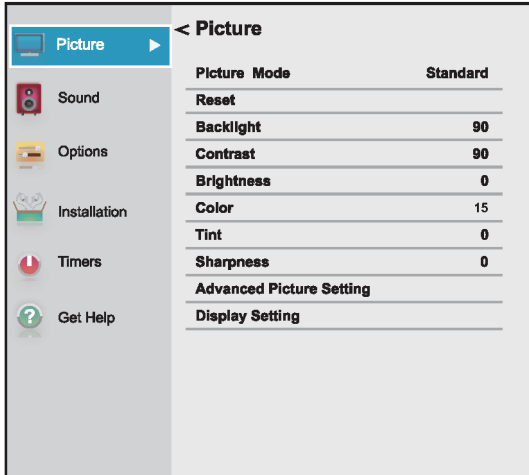 Picture
Sound
Options
Installation
Timers
Get Help
< Picture
Picture Mode Standard
Reset
Backlight 90
Contrast 90
Brightness 0
Color 15
Tint 0
Sharpness 0
Advanced Picture Setting
Display Setting